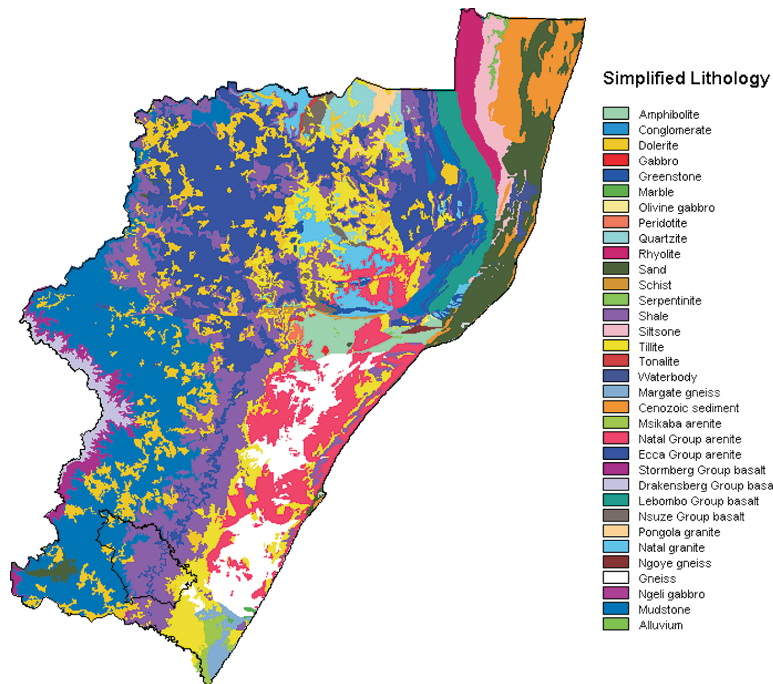 Simplified Lithology
Amphibolite
Conglomerate
Dolerite
Gabbro
Greenstone
Marble
Olivine gabbro
Peridotite
Quartzite
Rhyolite
Sand
Schist
Serpentinite
Shale
Siltsone
Tillite
Tonalite
Waterbody
Margate gneiss
Cenozoic sediment
Msikaba arenite
Natal Group arenite
Ecca Group arenite
Stormberg Group basalt
Drakensberg Group basa
Lebombo Group basalt
Nsuze Group basalt
Pongola granite
Natal granite
Ngoye gneiss
Gneiss
Ngeli gabbro
Mudstone
Alluvium